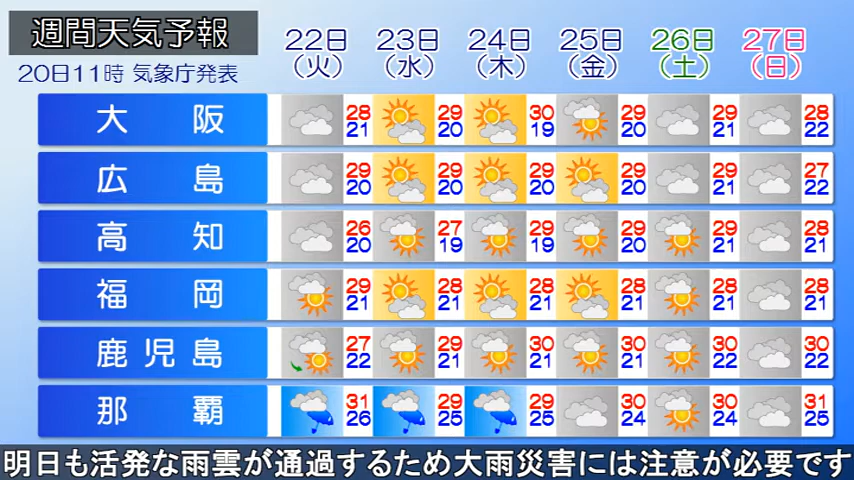 週間天気予報
20日11時 気象庁発表
22日 23日 24日 25日 26日 27日
(火) (水) (木) (金) (土) (日)
大阪 28 21 29 20 30 19 29 20 29 21 28 22
広島 29 20 29 20 29 20 29 20 29 21 27 22
高知 26 20 27 19 29 19 29 20 29 21 28 21
福岡 29 21 28 21 28 21 28 21 28 21 28 21
鹿児島 27 22 29 21 30 21 30 21 30 22 30 22
那覇 31 26 29 25 29 25 30 24 30 24 31 25
明日も活発な雨雲が通過するため大雨災害には注意が必要です